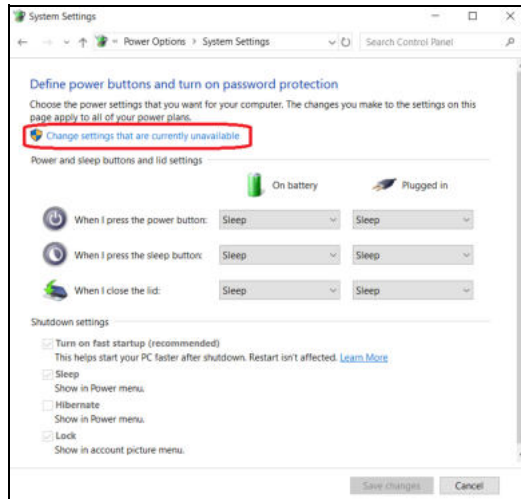 System Settings
Power Options > System Settings
Search Control Panel
Define power buttons and turn on password protection
Choose the power settings that you want for your computer. The changes you make to the settings on this
page apply to all of your power plans.
Change settings that are currently unavailable
Power and sleep buttons and lid settings
On battery Plugged in
When I press the power button: Sleep Sleep
When I press the sleep button: Sleep Sleep
When I close the lid: Sleep Sleep
Shutdown settings
Turn on fast startup (recommended)
This helps start your PC faster after shutdown. Restart isn't affected. Learn More
Sleep
Show in Power menu.
Hibernate
Show in Power menu.
Lock
Show in account picture menu.
Save changes Cancel